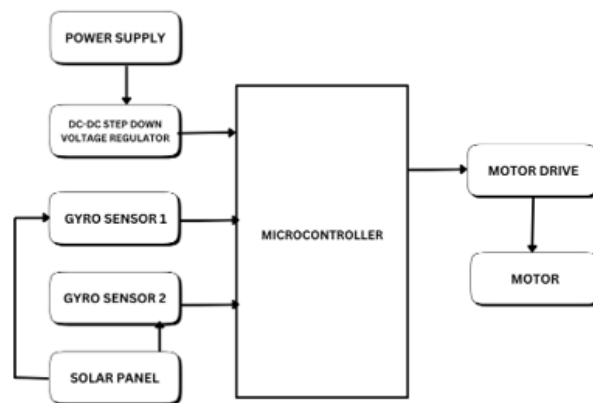 POWER SUPPLY
DC-DC STEP DOWN
VOLTAGE REGULATOR
GYRO SENSOR 1
GYRO SENSOR 2
SOLAR PANEL
MICROCONTROLLER
MOTOR DRIVE
MOTOR